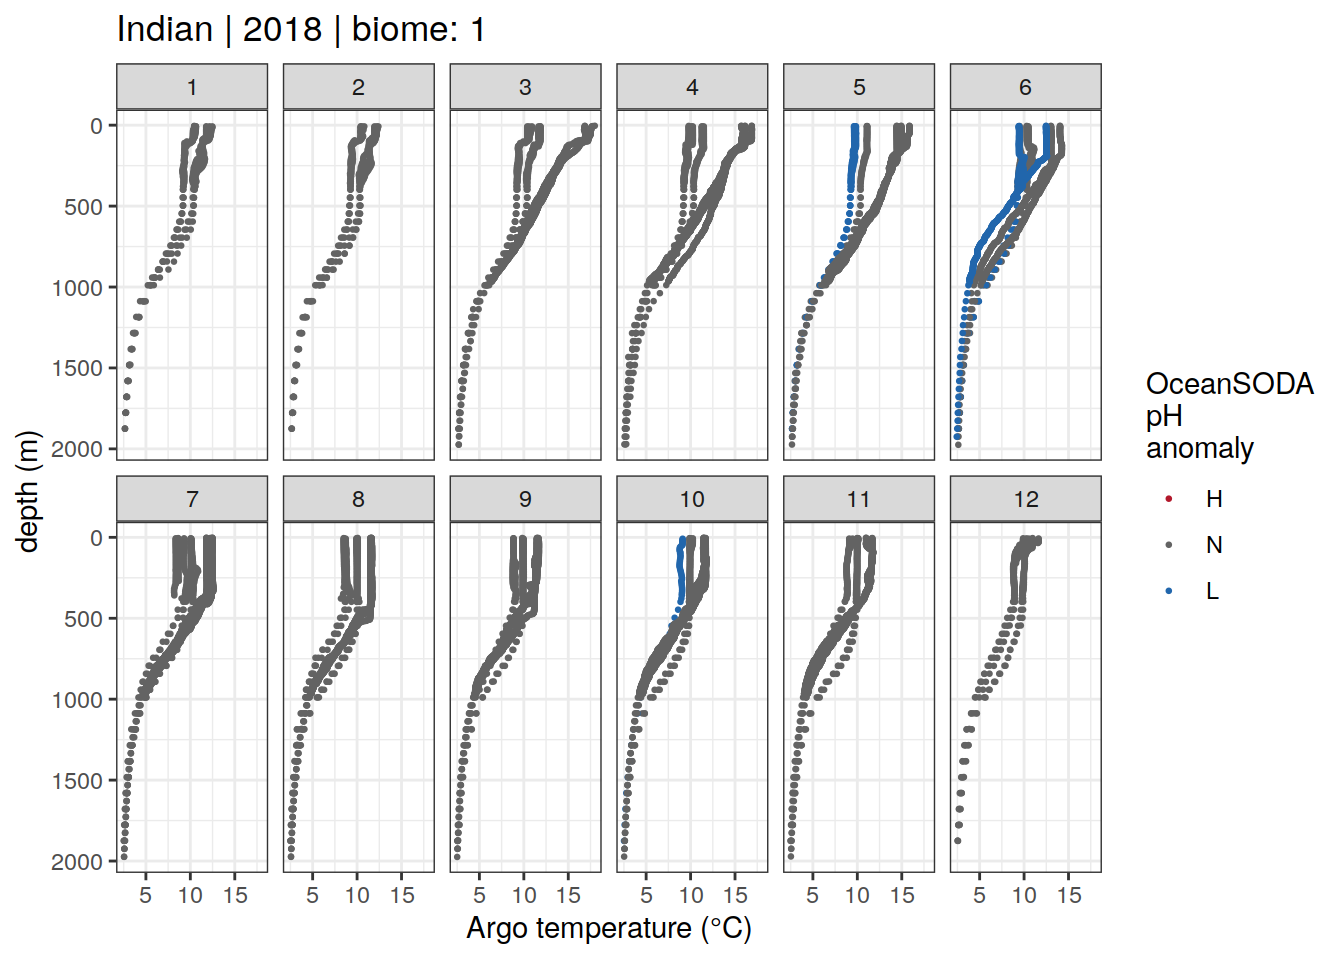 Indian | 2018 | biome: 1
1 2 3 4 5 6
0
500
1000
1500
2000
7 8 9 10 11 12
0
500
1000
1500
2000
5 10 15 5 10 15 5 10 15 5 10 15 5 10 15 5 10 15
Argo temperature (°C)
depth (m)
OceanSODA
pH
anomaly
H
N
L